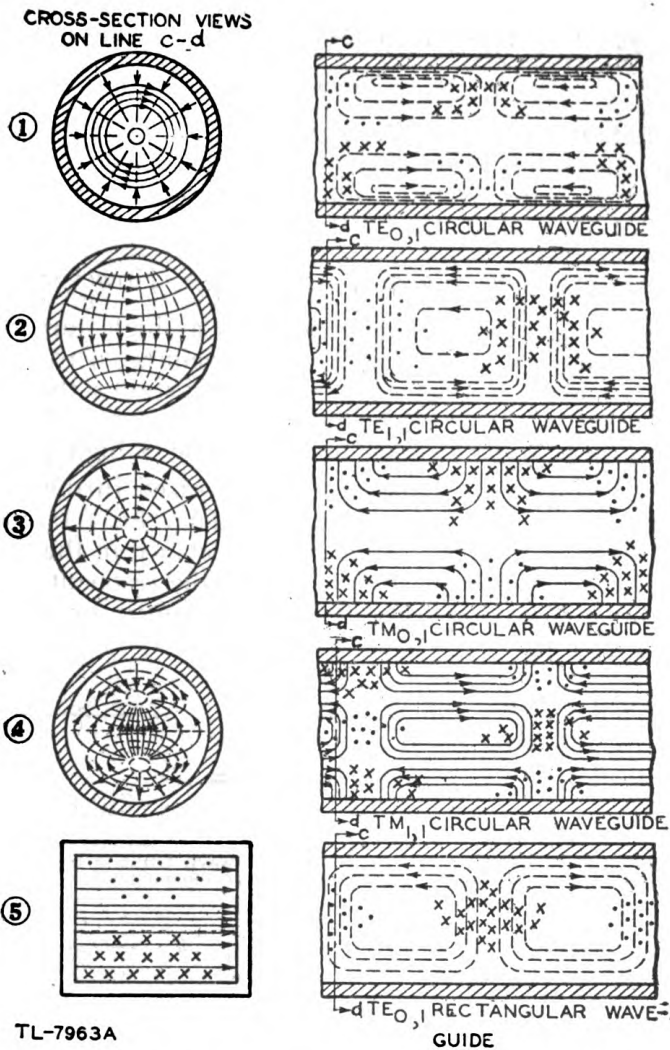 CROSS-SECTION VIEWS
ON LINE c-d
c
①
d TE0,1 CIRCULAR WAVEGUIDE
c
②
d TE1,1 CIRCULAR WAVEGUIDE
c
③
d TM0,1 CIRCULAR WAVEGUIDE
c
④
d TM1,1 CIRCULAR WAVEGUIDE
c
⑤
d TE0,1 RECTANGULAR WAVE-
GUIDE
TL-7963A